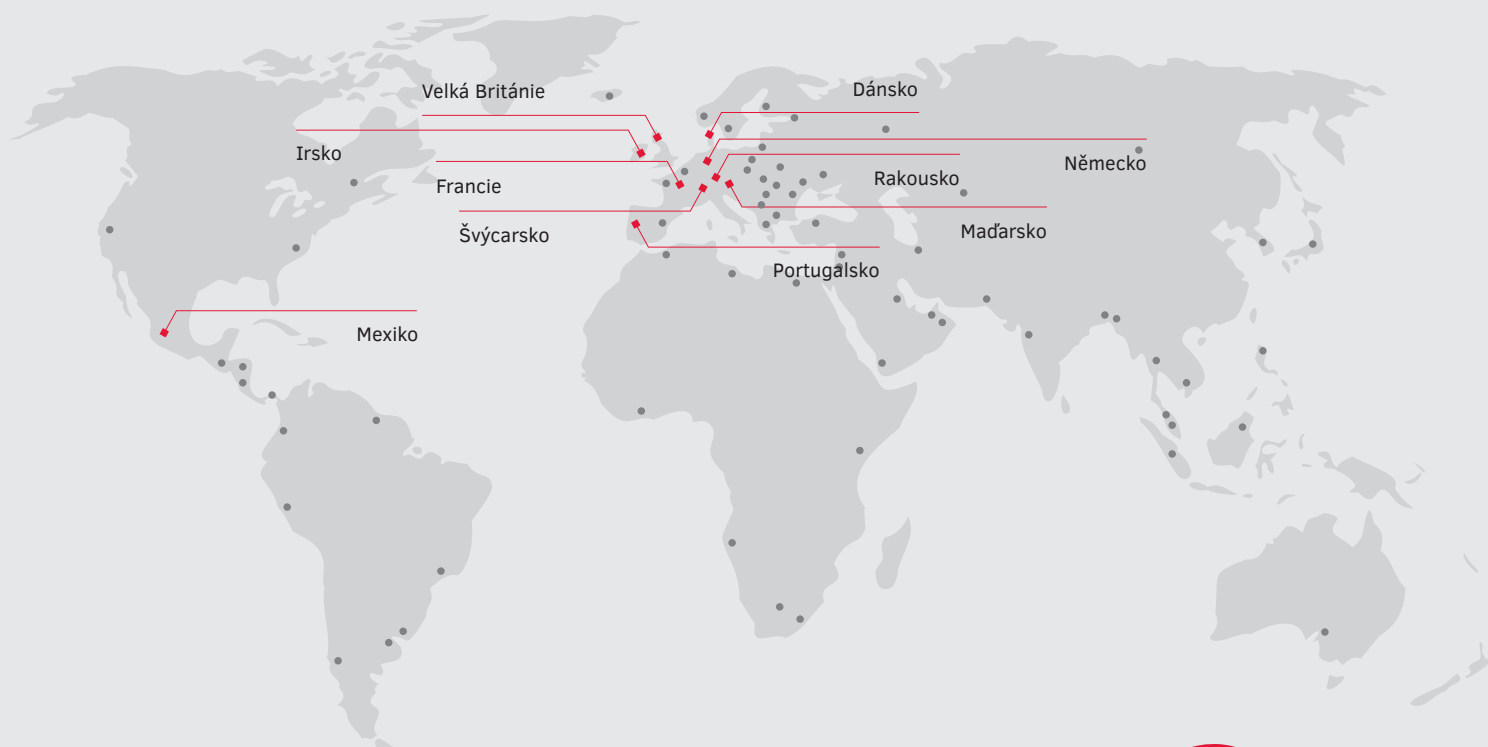 Velká Británie
Dánsko
Irsko
Německo
Francie
Rakousko
Švýcarsko
Maďarsko
Portugalsko
Mexiko